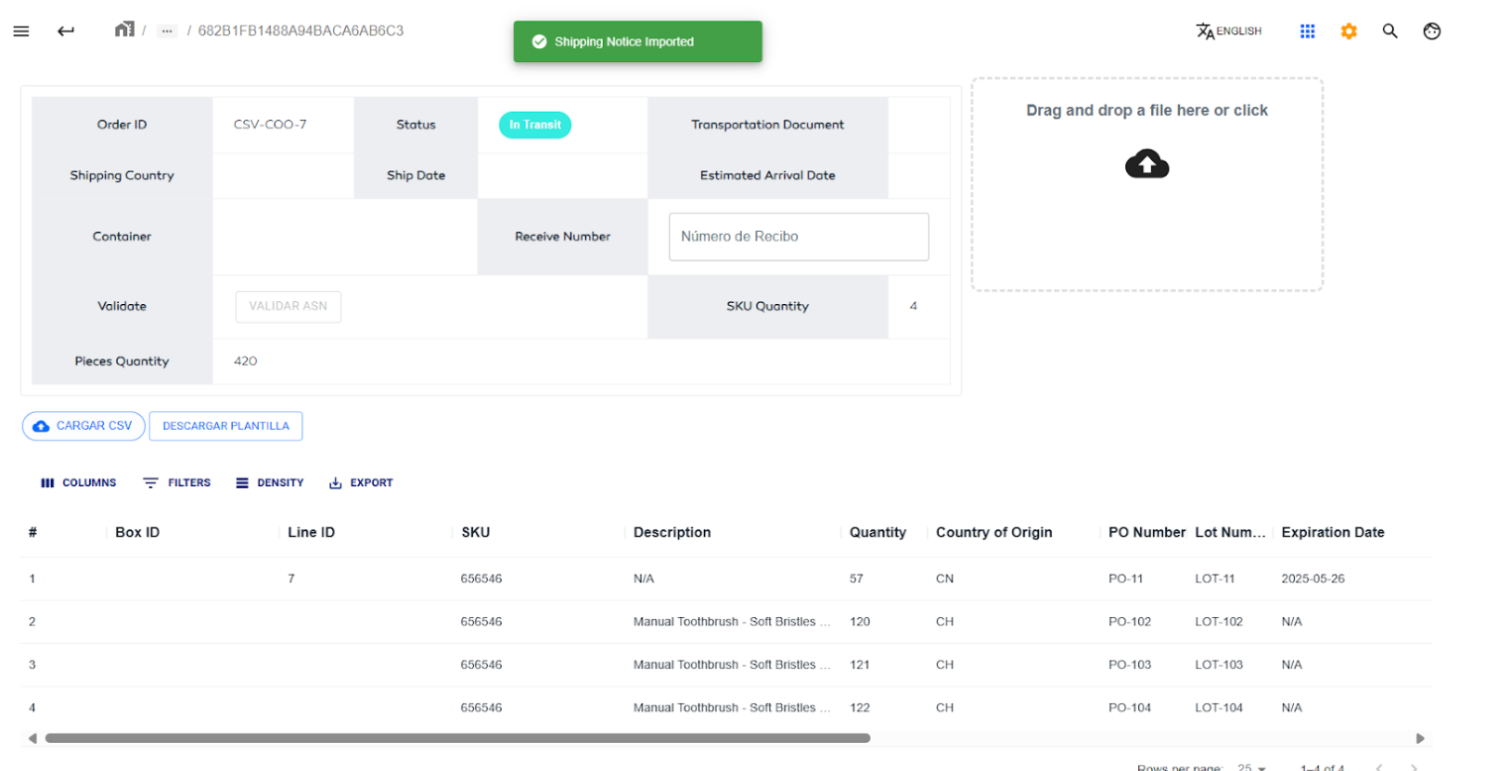 / ... / 682B1FB1488A94BACA6AB6C3 Shipping Notice Imported ENGLISH
Order ID CSV-COO-7 Status In Transit Transportation Document
Drag and drop a file here or click
Shipping Country Ship Date Estimated Arrival Date
Container Receive Number Número de Recibo
Validate VALIDAR ASN SKU Quantity 4
Pieces Quantity 420
CARGAR CSV DESCARGAR PLANTILLA
COLUMNS FILTERS DENSITY EXPORT
# Box ID Line ID SKU Description Quantity Country of Origin PO Number Lot Num... Expiration Date
1 7 656546 N/A 57 CN PO-11 LOT-11 2025-05-26
2 656546 Manual Toothbrush - Soft Bristles ... 120 CH PO-102 LOT-102 N/A
3 656546 Manual Toothbrush - Soft Bristles ... 121 CH PO-103 LOT-103 N/A
4 656546 Manual Toothbrush - Soft Bristles ... 122 CH PO-104 LOT-104 N/A
Rows per page: 25 1–4 of 4